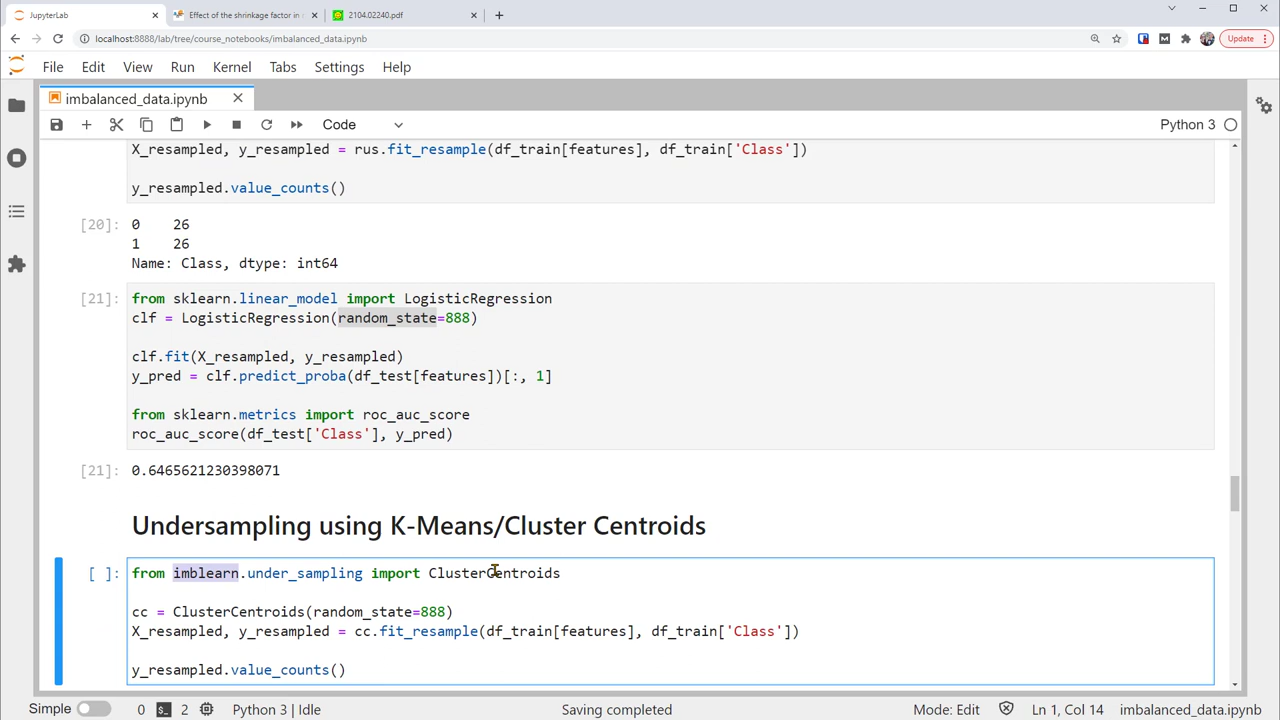 JupyterLab
Effect of the shrinkage factor in
2104.02240.pdf
localhost:8888/lab/tree/course_notebooks/imbalanced_data.ipynb
Update
File Edit View Run Kernel Tabs Settings Help
imbalanced_data.ipynb
Code
Python 3
X_resampled, y_resampled = rus.fit_resample(df_train[features], df_train['Class'])
y_resampled.value_counts()
[20]: 0 26
1 26
Name: Class, dtype: int64
[21]: from sklearn.linear_model import LogisticRegression
clf = LogisticRegression(random_state=888)
clf.fit(X_resampled, y_resampled)
y_pred = clf.predict_proba(df_test[features])[:, 1]
from sklearn.metrics import roc_auc_score
roc_auc_score(df_test['Class'], y_pred)
[21]: 0.6465621230398071
Undersampling using K-Means/Cluster Centroids
[ ]: from imblearn.under_sampling import ClusterCentroids
cc = ClusterCentroids(random_state=888)
X_resampled, y_resampled = cc.fit_resample(df_train[features], df_train['Class'])
y_resampled.value_counts()
Simple 0 2 Python 3 | Idle Saving completed Mode: Edit Ln 1, Col 14 imbalanced_data.ipynb